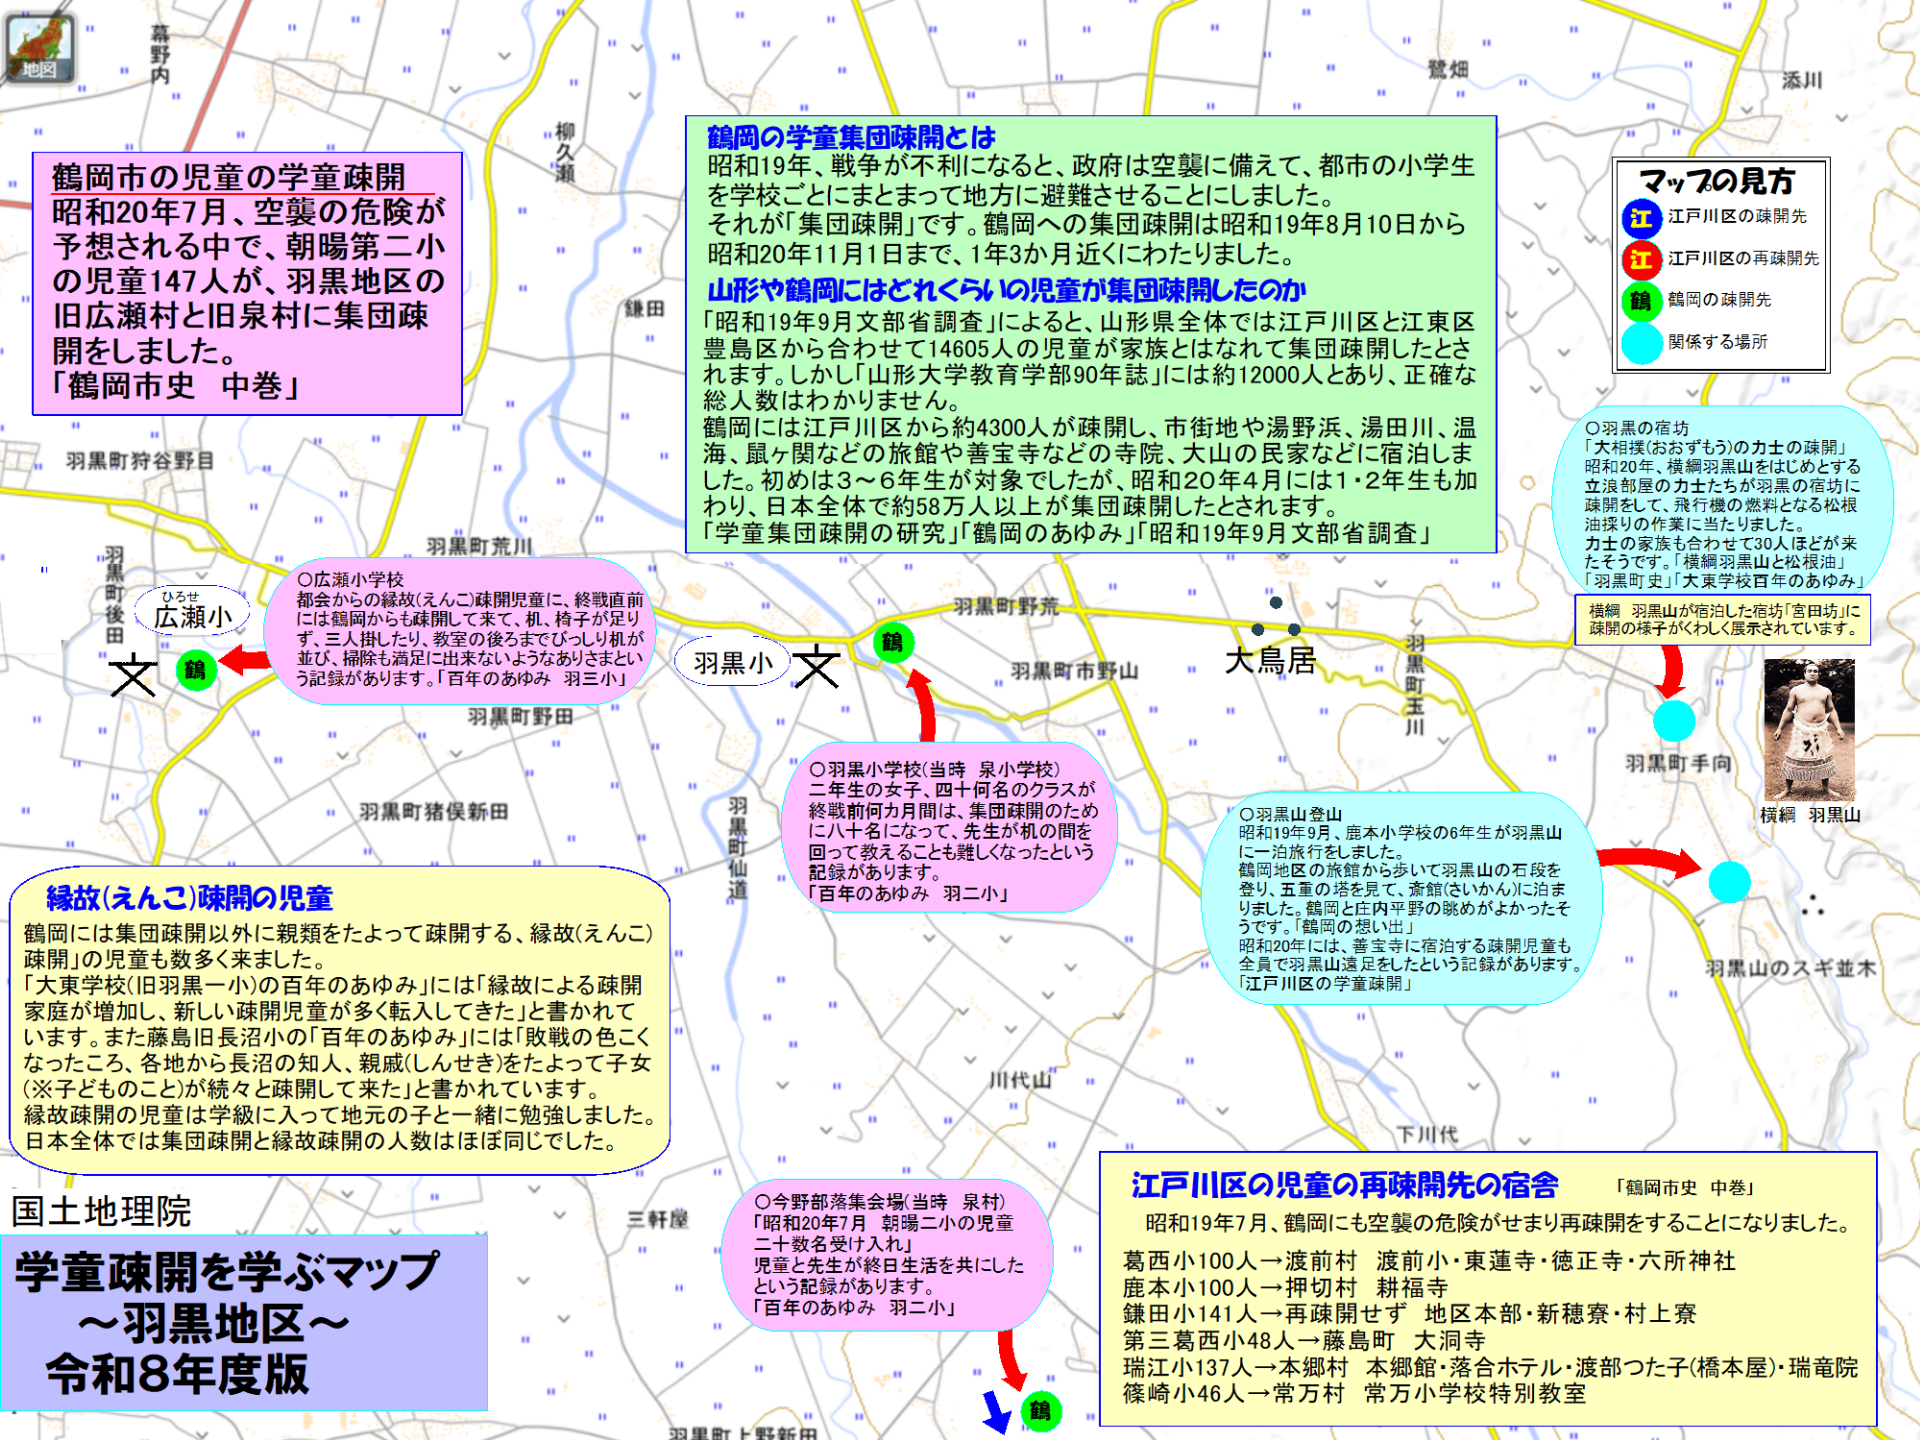 地図
幕野内
柳久瀬
鷺畑
添川
鶴岡市の児童の学童疎開
昭和20年7月、空襲の危険が
予想される中で、朝暘第二小
の児童147人が、羽黒地区の
旧広瀬村と旧泉村に集団疎
開をしました。
「鶴岡市史　中巻」
鶴岡の学童集団疎開とは
昭和19年、戦争が不利になると、政府は空襲に備えて、都市の小学生
を学校ごとにまとまって地方に避難させることにしました。
それが「集団疎開」です。鶴岡への集団疎開は昭和19年8月10日から
昭和20年11月1日まで、1年3か月近くにわたりました。
山形や鶴岡にはどれくらいの児童が集団疎開したのか
「昭和19年9月文部省調査」によると、山形県全体では江戸川区と江東区
豊島区から合わせて14605人の児童が家族とはなれて集団疎開したとさ
れます。しかし「山形大学教育学部90年誌」には約12000人とあり、正確な
総人数はわかりません。
鶴岡には江戸川区から約4300人が疎開し、市街地や湯野浜、湯田川、温
海、鼠ヶ関などの旅館や善宝寺などの寺院、大山の民家などに宿泊しま
した。初めは３～６年生が対象でしたが、昭和２０年４月には１・２年生も加
わり、日本全体で約58万人以上が集団疎開したとされます。
「学童集団疎開の研究」「鶴岡のあゆみ」「昭和19年9月文部省調査」
マップの見方
江 江戸川区の疎開先
江 江戸川区の再疎開先
鶴 鶴岡の疎開先
関係する場所
鎌田
羽黒町狩谷野目
羽黒町荒川
羽黒町後田
ひろせ
広瀬小
鶴
○広瀬小学校
都会からの縁故(えんこ)疎開児童に、終戦直前
には鶴岡からも疎開して来て、机、椅子が足り
ず、三人掛したり、教室の後ろまでびっしり机が
並び、掃除も満足に出来ないようなありさまとい
う記録があります。「百年のあゆみ　羽三小」
羽黒町野田
羽黒小
鶴
羽黒町野荒
羽黒町市野山
大鳥居
羽黒町玉川
○羽黒の宿坊
「大相撲(おおずもう)の力士の疎開」
昭和20年、横綱羽黒山をはじめとする
立浪部屋の力士たちが羽黒の宿坊に
疎開をして、飛行機の燃料となる松根
油採りの作業に当たりました。
力士の家族も合わせて30人ほどが来
たそうです。「横綱羽黒山と松根油」
「羽黒町史」「大東学校百年のあゆみ」
横綱　羽黒山が宿泊した宿坊「宮田坊」に
疎開の様子がくわしく展示されています。
羽黒町手向
横綱　羽黒山
羽黒町猪俣新田
羽黒町仙道
○羽黒小学校(当時　泉小学校)
二年生の女子、四十何名のクラスが
終戦前何カ月間は、集団疎開のため
に八十名になって、先生が机の間を
回って教えることも難しくなったという
記録があります。
「百年のあゆみ　羽二小」
○羽黒山登山
昭和19年9月、鹿本小学校の6年生が羽黒山
に一泊旅行をしました。
鶴岡地区の旅館から歩いて羽黒山の石段を
登り、五重の塔を見て、斎館(さいかん)に泊ま
りました。鶴岡と庄内平野の眺めがよかったそ
うです。「鶴岡の想い出」
昭和20年には、善宝寺に宿泊する疎開児童も
全員で羽黒山遠足をしたという記録があります。
「江戸川区の学童疎開」
羽黒山のスギ並木
縁故(えんこ)疎開の児童
鶴岡には集団疎開以外に親類をたよって疎開する、縁故(えんこ)
疎開」の児童も数多く来ました。
「大東学校(旧羽黒一小)の百年のあゆみ」には「縁故による疎開
家庭が増加し、新しい疎開児童が多く転入してきた」と書かれて
います。また藤島旧長沼小の「百年のあゆみ」には「敗戦の色こく
なったころ、各地から長沼の知人、親戚(しんせき)をたよって子女
(※子どものこと)が続々と疎開して来た」と書かれています。
縁故疎開の児童は学級に入って地元の子と一緒に勉強しました。
日本全体では集団疎開と縁故疎開の人数はほぼ同じでした。
川代山
下川代
三軒屋
国土地理院
学童疎開を学ぶマップ
～羽黒地区～
令和８年度版
○今野部落集会場(当時　泉村)
「昭和20年7月　朝暘二小の児童
二十数名受け入れ」
児童と先生が終日生活を共にした
という記録があります。
「百年のあゆみ　羽二小」
鶴
羽黒町上野新田
江戸川区の児童の再疎開先の宿舎　「鶴岡市史 中巻」
昭和19年7月、鶴岡にも空襲の危険がせまり再疎開をすることになりました。
葛西小100人→渡前村　渡前小・東蓮寺・徳正寺・六所神社
鹿本小100人→押切村　耕福寺
鎌田小141人→再疎開せず　地区本部・新穂寮・村上寮
第三葛西小48人→藤島町　大洞寺
瑞江小137人→本郷村　本郷館・落合ホテル・渡部つた子(橋本屋)・瑞竜院
篠崎小46人→常万村　常万小学校特別教室